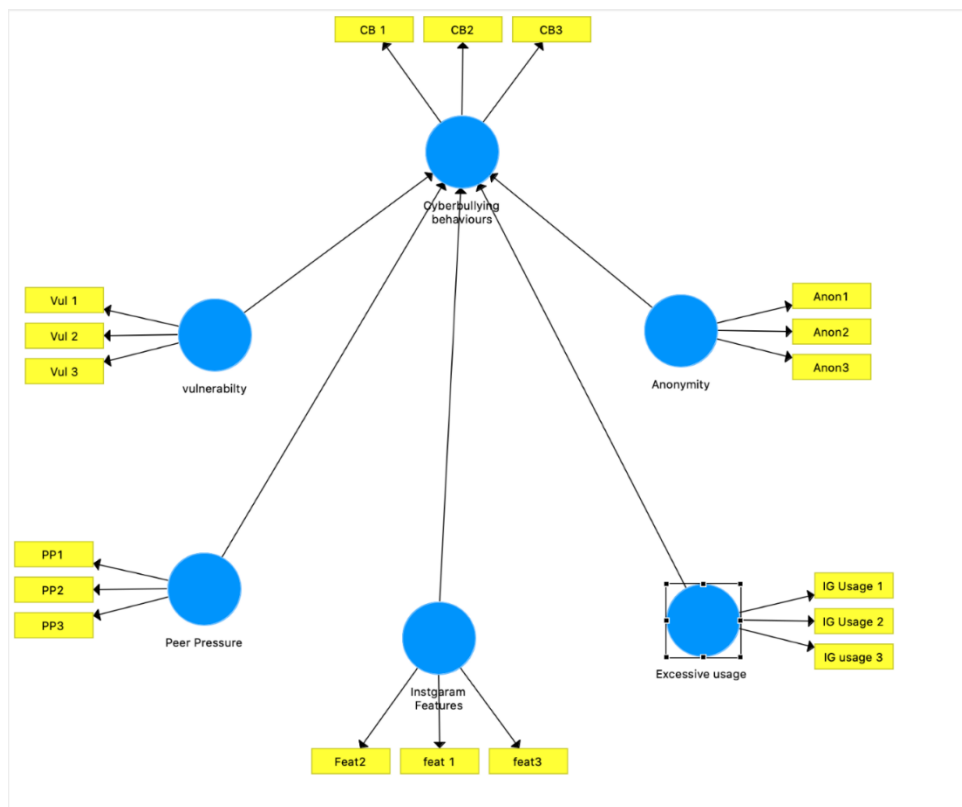 CB 1
CB2
CB3
Cyberbullying
behaviours
Vul 1
Vul 2
Vul 3
vulnerabilty
Anon1
Anon2
Anon3
Anonymity
PP1
PP2
PP3
Peer Pressure
Instgaram
Features
Feat2
feat 1
feat3
IG Usage 1
IG Usage 2
IG usage 3
Excessive usage